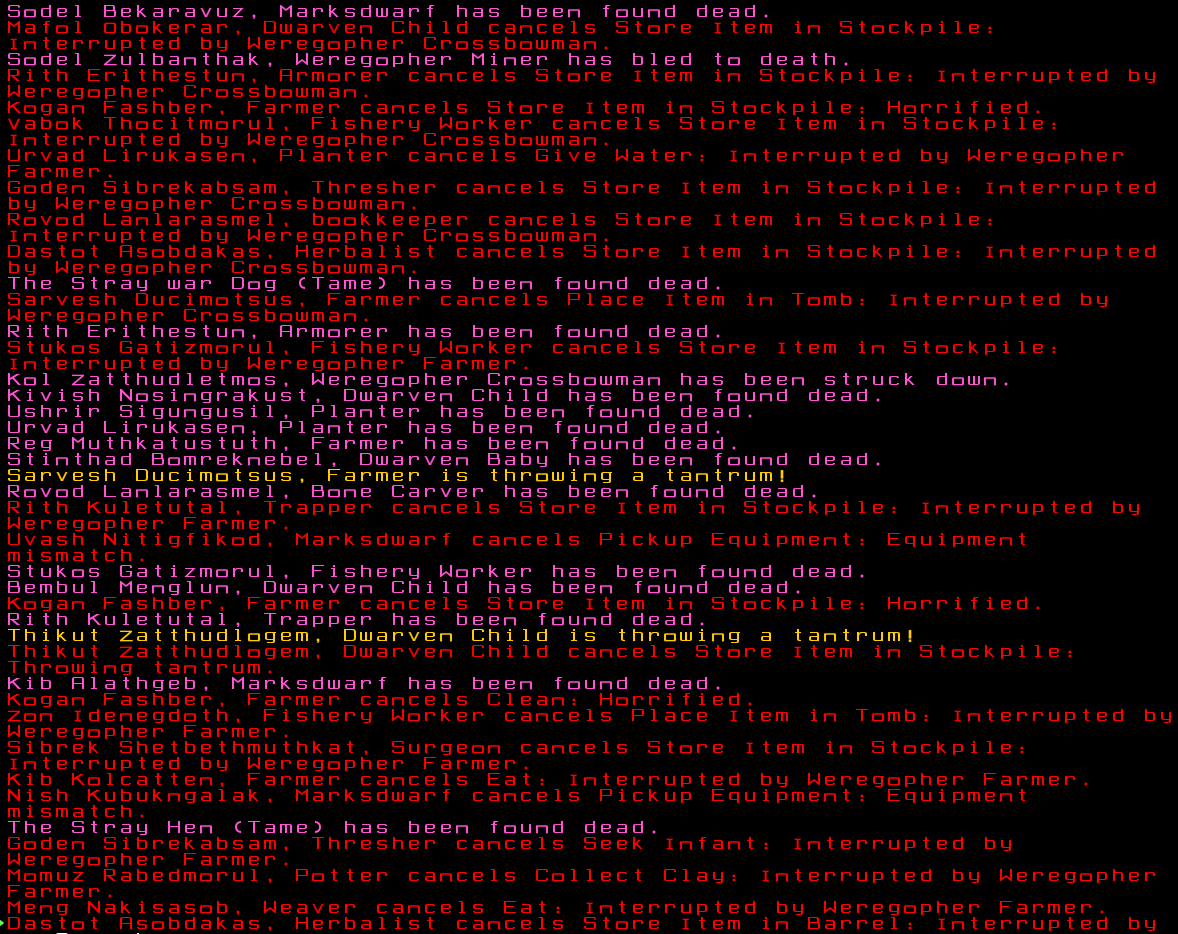 Sodel Bekaravuz, Marksdwarf has been found dead.
Mafol Obokerar, Dwarven Child cancels Store Item in Stockpile:
Interrupted by Weregopher Crossbowman.
Sodel Zulbanthak, Weregopher Miner has bled to death.
Rith Erithestun, Armorer cancels Store Item in Stockpile: Interrupted by
Weregopher Crossbowman.
Kogan Fashber, Farmer cancels Store Item in Stockpile: Horrified.
Vabok Thocitmorul, Fishery Worker cancels Store Item in Stockpile:
Interrupted by Weregopher Crossbowman.
Urvad Lirukasen, Planter cancels Give Water: Interrupted by Weregopher
Farmer.
Goden Sibrekabsam, Thresher cancels Store Item in Stockpile: Interrupted
by Weregopher Crossbowman.
Rovod Lanlarasmel, bookkeeper cancels Store Item in Stockpile:
Interrupted by Weregopher Crossbowman.
Dastot Asobdakas, Herbalist cancels Store Item in Stockpile: Interrupted
by Weregopher Crossbowman.
The Stray war Dog (Tame) has been found dead.
Sarvesh Ducimotsus, Farmer cancels Place Item in Tomb: Interrupted by
Weregopher Crossbowman.
Rith Erithestun, Armorer has been found dead.
Stukos Gatizmorul, Fishery Worker cancels Store Item in Stockpile:
Interrupted by Weregopher Farmer.
Kol Zatthudletmos, Weregopher Crossbowman has been struck down.
Kivish Nosingrakust, Dwarven Child has been found dead.
Ushrir Sigungusil, Planter has been found dead.
Urvad Lirukasen, Planter has been found dead.
Reg Muthkatustuth, Farmer has been found dead.
Stinthad Bomreknebel, Dwarven Baby has been found dead.
Sarvesh Ducimotsus, Farmer is throwing a tantrum!
Rovod Lanlarasmel, Bone Carver has been found dead.
Rith Kuletutal, Trapper cancels Store Item in Stockpile: Interrupted by
Weregopher Farmer.
Uvash Nitigfikod, Marksdwarf cancels Pickup Equipment: Equipment
mismatch.
Stukos Gatizmorul, Fishery Worker has been found dead.
Bembul Menglun, Dwarven Child has been found dead.
Kogan Fashber, Farmer cancels Store Item in Stockpile: Horrified.
Rith Kuletutal, Trapper has been found dead.
Thikut Zatthudlogem, Dwarven Child is throwing a tantrum!
Thikut Zatthudlogem, Dwarven Child cancels Store Item in Stockpile:
Throwing tantrum.
Kib Alathgeb, Marksdwarf has been found dead.
Kogan Fashber, Farmer cancels Clean: Horrified.
Zon Idenegdoth, Fishery Worker cancels Place Item in Tomb: Interrupted by
Weregopher Farmer.
Sibrek Shetbethmuthkat, Surgeon cancels Store Item in Stockpile:
Interrupted by Weregopher Farmer.
Kib Kolcatten, Farmer cancels Eat: Interrupted by Weregopher Farmer.
Nish Kubukngalak, Marksdwarf cancels Pickup Equipment: Equipment
mismatch.
The Stray Hen (Tame) has been found dead.
Goden Sibrekabsam, Thresher cancels Seek Infant: Interrupted by
Weregopher Farmer.
Momuz Rabedmorul, Potter cancels Collect Clay: Interrupted by Weregopher
Farmer.
Meng Nakisasob, Weaver cancels Eat: Interrupted by Weregopher Farmer.
Dastot Asobdakas, Herbalist cancels Store Item in Barrel: Interrupted by